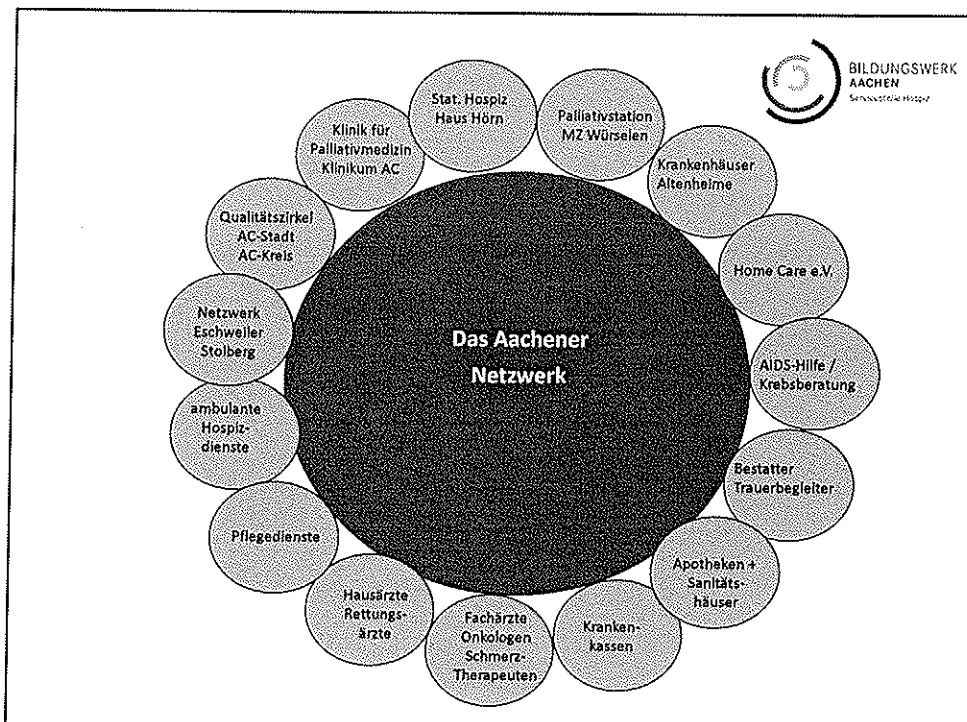 BILDUNGSWERK
AACHEN
Servicestelle Hospiz
Stat. Hospiz
Haus Hörn
Palliativstation
MZ Würselen
Krankenhäuser
Altenheime
Home Care e.V.
AIDS-Hilfe /
Krebsberatung
Bestatter
Trauerbegleiter
Apotheken +
Sanitäts-
häuser
Kranken-
kassen
Fachärzte
Onkologen
Schmerz-
Therapeuten
Hausärzte
Rettungs-
ärzte
Pflegedienste
ambulante
Hospiz-
dienste
Netzwerk
Eschweiler
Stolberg
Qualitätszirkel
AC-Stadt
AC-Kreis
Klinik für
Palliativmedizin
Klinikum AC
Das Aachener
Netzwerk